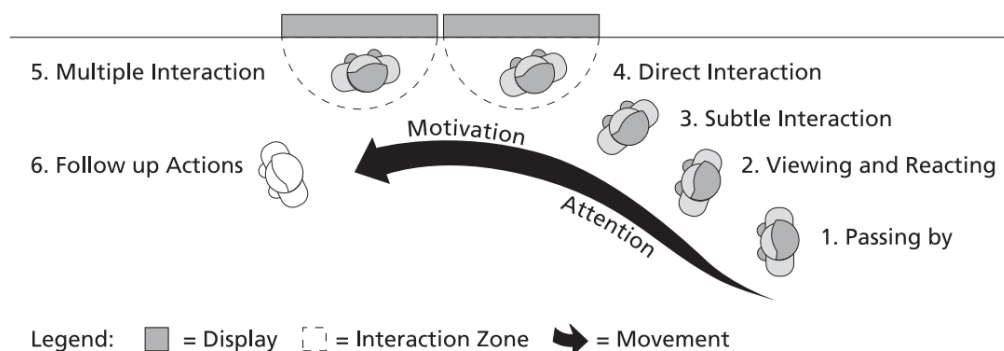 5. Multiple Interaction
4. Direct Interaction
3. Subtle Interaction
Motivation
6. Follow up Actions
2. Viewing and Reacting
Attention
1. Passing by
Legend: = Display = Interaction Zone = Movement